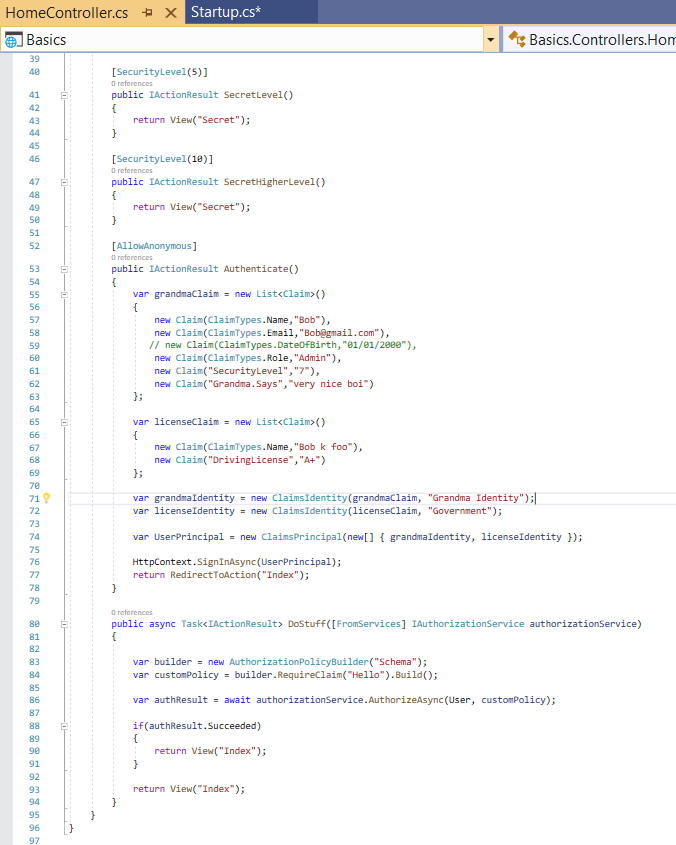 HomeController.cs
Startup.cs*
Basics
Basics.Controllers.Hom
39
40 [SecurityLevel(5)]
0 references
41 public IActionResult SecretLevel()
42 {
43 return View("Secret");
44 }
45
46 [SecurityLevel(10)]
0 references
47 public IActionResult SecretHigherLevel()
48 {
49 return View("Secret");
50 }
51
52 [AllowAnonymous]
0 references
53 public IActionResult Authenticate()
54 {
55 var grandmaClaim = new List<Claim>()
56 {
57 new Claim(ClaimTypes.Name,"Bob"),
58 new Claim(ClaimTypes.Email,"Bob@gmail.com"),
59 // new Claim(ClaimTypes.DateOfBirth,"01/01/2000"),
60 new Claim(ClaimTypes.Role,"Admin"),
61 new Claim("SecurityLevel","7"),
62 new Claim("Grandma.Says","very nice boi")
63 };
64
65 var licenseClaim = new List<Claim>()
66 {
67 new Claim(ClaimTypes.Name,"Bob k foo"),
68 new Claim("DrivingLicense","A+")
69 };
70
71 var grandmaIdentity = new ClaimsIdentity(grandmaClaim, "Grandma Identity");
72 var licenseIdentity = new ClaimsIdentity(licenseClaim, "Government");
73
74 var UserPrincipal = new ClaimsPrincipal(new[] { grandmaIdentity, licenseIdentity });
75
76 HttpContext.SignInAsync(UserPrincipal);
77 return RedirectToAction("Index");
78 }
79
0 references
80 public async Task<IActionResult> DoStuff([FromServices] IAuthorizationService authorizationService)
81 {
82
83 var builder = new AuthorizationPolicyBuilder("Schema");
84 var customPolicy = builder.RequireClaim("Hello").Build();
85
86 var authResult = await authorizationService.AuthorizeAsync(User, customPolicy);
87
88 if(authResult.Succeeded)
89 {
90 return View("Index");
91 }
92
93 return View("Index");
94 }
95 }
96 }
97